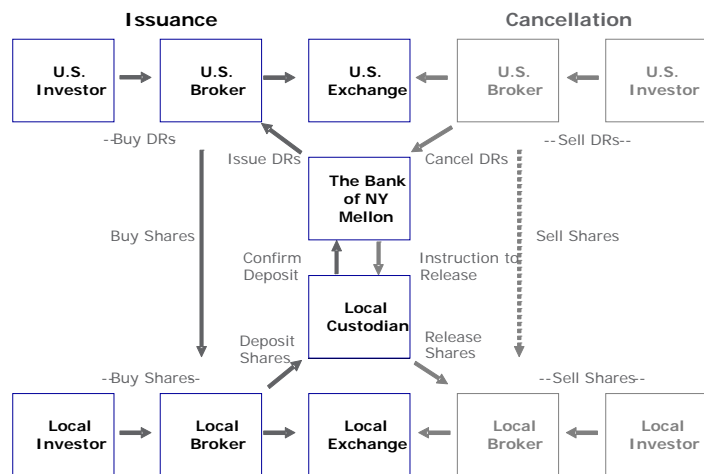 Issuance
Cancellation
U.S.
Investor
U.S.
Broker
U.S.
Exchange
U.S.
Broker
U.S.
Investor
--Buy DRs
--Sell DRs--
Issue DRs
Cancel DRs
The Bank
of NY
Mellon
Buy Shares
Sell Shares
Confirm
Deposit
Instruction to
Release
Local
Custodian
Deposit
Shares
Release
Shares
--Buy Shares-
--Sell Shares--
Local
Investor
Local
Broker
Local
Exchange
Local
Broker
Local
Investor